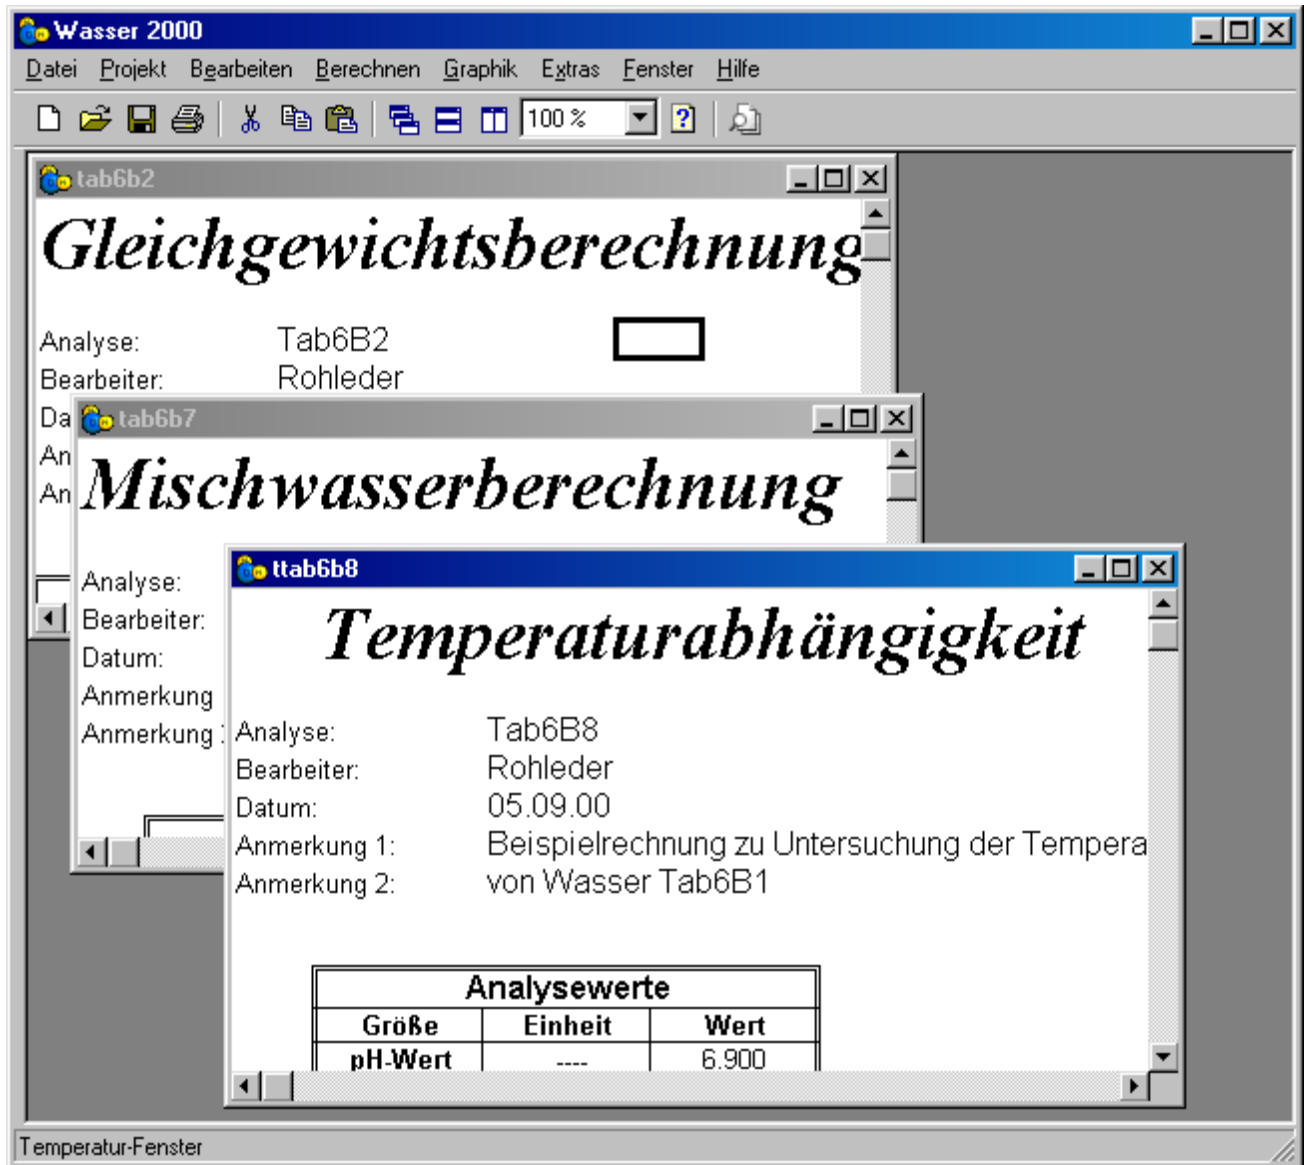 Wasser 2000
Datei Projekt Bearbeiten Berechnen Graphik Extras Fenster Hilfe
100 %
tab6b2
Gleichgewichtsberechnung
Analyse: Tab6B2
Bearbeiter: Rohleder
Da
An
An
tab6b7
Mischwasserberechnung
Analyse:
Bearbeiter:
Datum:
Anmerkung
Anmerkung
ttab6b8
Temperaturabhängigkeit
Analyse: Tab6B8
Bearbeiter: Rohleder
Datum: 05.09.00
Anmerkung 1: Beispielrechnung zu Untersuchung der Tempera
Anmerkung 2: von Wasser Tab6B1
Analysewerte
Größe Einheit Wert
pH-Wert ---- 6.900
Temperatur-Fenster